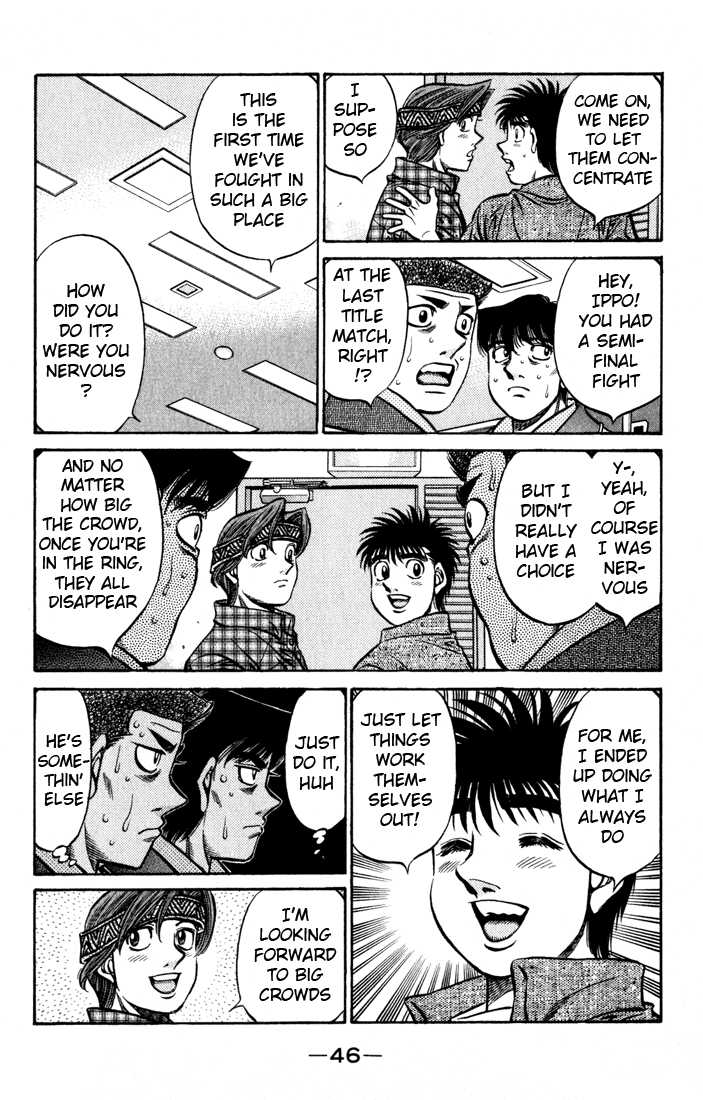 COME ON,
WE NEED
TO LET
THEM CON-
CENTRATE
I
SUP-
POSE
SO
THIS
IS THE
FIRST TIME
WE'VE
FOUGHT IN
SUCH A BIG
PLACE
HOW
DID YOU
DO IT?
WERE YOU
NERVOUS
?
HEY,
IPPO!
YOU HAD
A SEMI-
FINAL
FIGHT
AT THE
LAST
TITLE
MATCH,
RIGHT
!?
Y-,
YEAH,
OF
COURSE
I WAS
NER-
VOUS
BUT I
DIDN'T
REALLY
HAVE A
CHOICE
AND NO
MATTER
HOW BIG
THE CROWD,
ONCE YOU'RE
IN THE RING,
THEY ALL
DISAPPEAR
FOR ME,
I ENDED
UP DOING
WHAT I
ALWAYS
DO
JUST LET
THINGS
WORK
THEM-
SELVES
OUT!
JUST
DO IT,
HUH
HE'S
SOME-
THIN'
ELSE
I'M
LOOKING
FORWARD
TO BIG
CROWDS
—46—